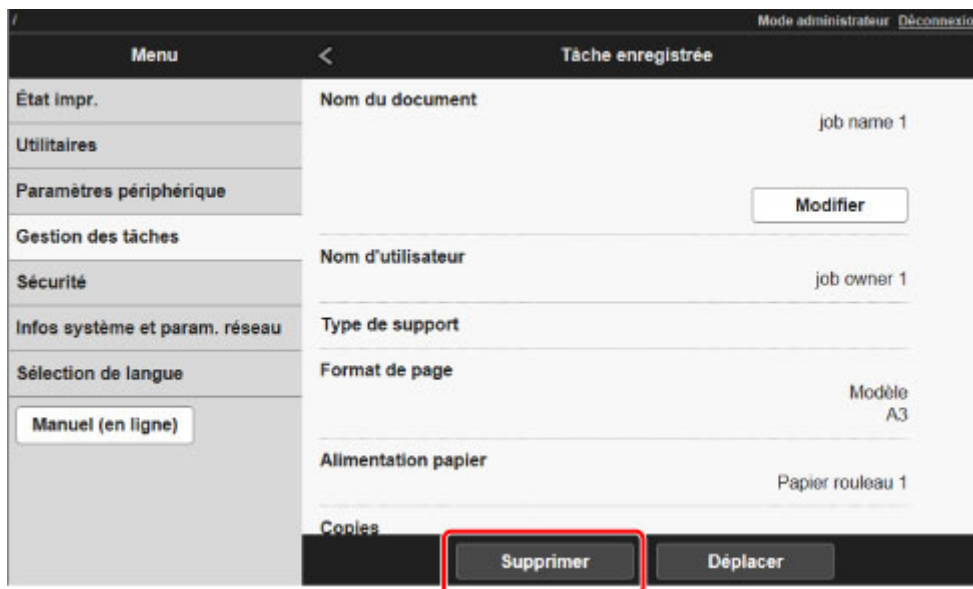 /
Mode administrateur Déconnexio
Menu
<
Tâche enregistrée
État impr.
Utilitaires
Paramètres périphérique
Gestion des tâches
Sécurité
Infos système et param. réseau
Sélection de langue
Manuel (en ligne)
Nom du document
job name 1
Modifier
Nom d'utilisateur
job owner 1
Type de support
Format de page
Modèle
A3
Alimentation papier
Papier rouleau 1
Copies
Supprimer
Déplacer